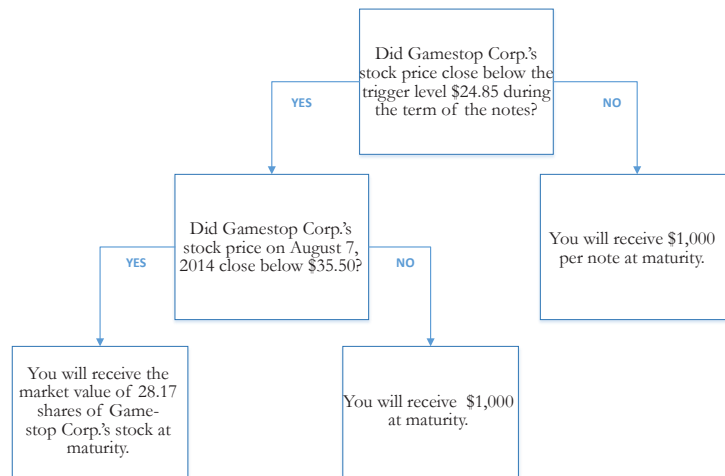 Did Gamestop Corp.'s
stock price close below the
trigger level $24.85 during
the term of the notes?
YES
NO
Did Gamestop Corp.'s
stock price on August 7,
2014 close below $35.50?
You will receive $1,000
per note at maturity.
YES
NO
You will receive the
market value of 28.17
shares of Game-
stop Corp.'s stock at
maturity.
You will receive $1,000
at maturity.